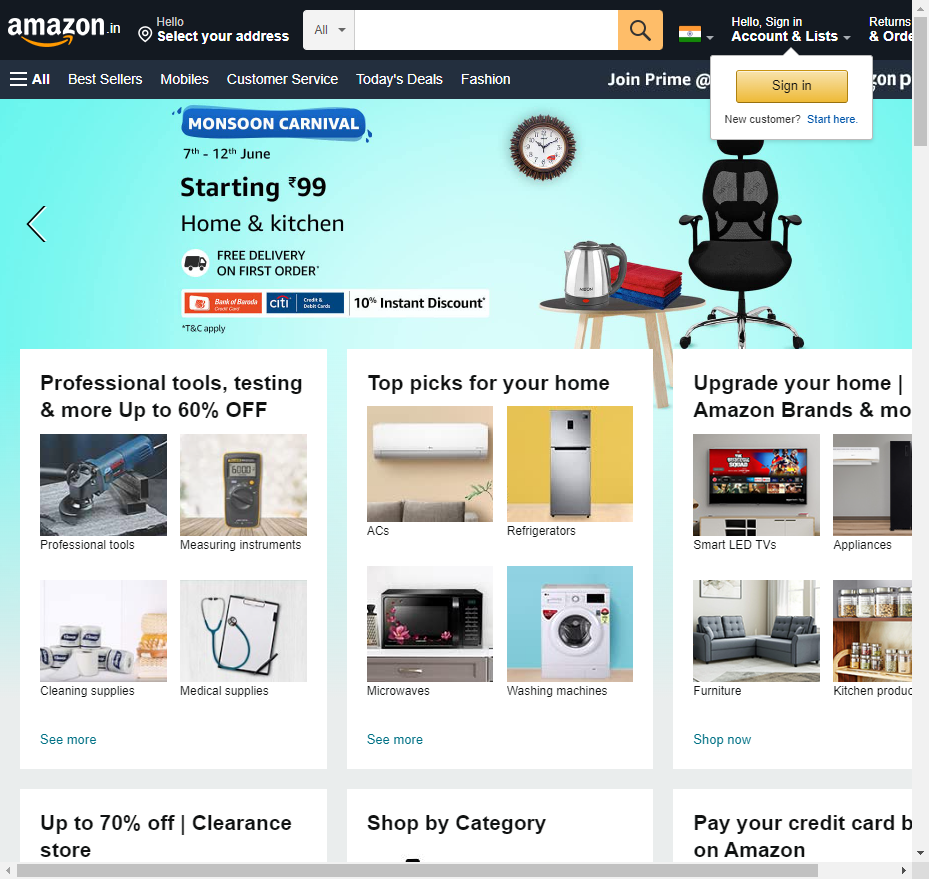 amazon.in
Hello
Select your address
All
Hello, Sign in
Account & Lists
Returns
& Orde
All
Best Sellers
Mobiles
Customer Service
Today's Deals
Fashion
Join Prime @
zon p
Sign in
New customer? Start here.
MONSOON CARNIVAL
7th - 12th June
Starting ₹99
Home & kitchen
FREE DELIVERY
ON FIRST ORDER*
Bank of Baroda
Credit Card
citi
Credit &
Debit Cards
10% Instant Discount*
*T&C apply
Professional tools, testing
& more Up to 60% OFF
Professional tools
Measuring instruments
Cleaning supplies
Medical supplies
See more
Top picks for your home
ACs
Refrigerators
Microwaves
Washing machines
See more
Upgrade your home |
Amazon Brands & mo
Smart LED TVs
Appliances
Furniture
Kitchen produc
Shop now
Up to 70% off | Clearance
store
Shop by Category
Pay your credit card b
on Amazon